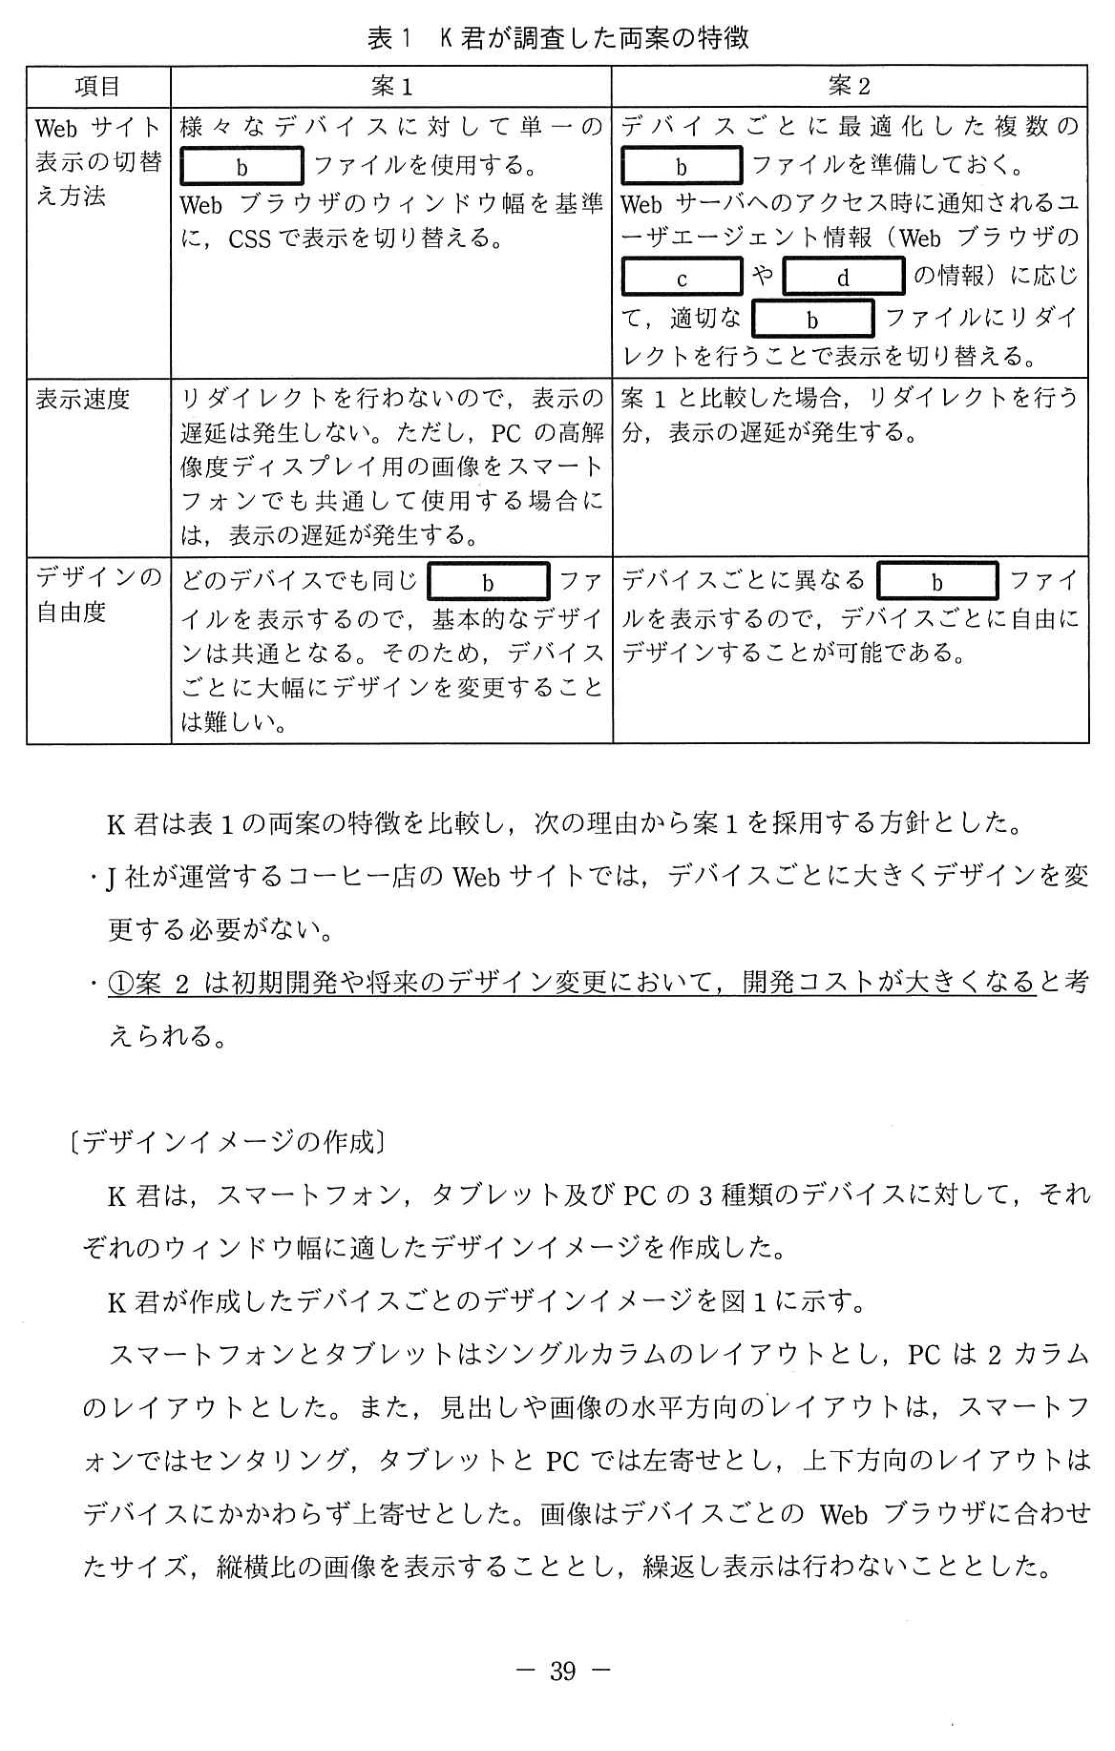 表1 K君が調査した両案の特徴
項目
案1
案2
Web サイト
表示の切替
え方法
様々なデバイスに対して単一の
b ファイルを使用する。
Web ブラウザのウィンドウ幅を基準
に，CSS で表示を切り替える。
デバイスごとに最適化した複数の
b ファイルを準備しておく。
Web サーバへのアクセス時に通知されるユ
ーザエージェント情報（Web ブラウザの
c や d の情報）に応じ
て，適切な b ファイルにリダイ
レクトを行うことで表示を切り替える。
表示速度
リダイレクトを行わないので，表示の
遅延は発生しない。ただし，PC の高解
像度ディスプレイ用の画像をスマート
フォンでも共通して使用する場合に
は，表示の遅延が発生する。
案 1 と比較した場合，リダイレクトを行う
分，表示の遅延が発生する。
デザインの
自由度
どのデバイスでも同じ b ファ
イルを表示するので，基本的なデザイ
ンは共通となる。そのため，デバイス
ごとに大幅にデザインを変更すること
は難しい。
デバイスごとに異なる b ファイ
ルを表示するので，デバイスごとに自由に
デザインすることが可能である。
K 君は表 1 の両案の特徴を比較し，次の理由から案 1 を採用する方針とした。
・J 社が運営するコーヒー店の Web サイトでは，デバイスごとに大きくデザインを変
更する必要がない。
・①案 2 は初期開発や将来のデザイン変更において，開発コストが大きくなると考
えられる。
〔デザインイメージの作成〕
K 君は，スマートフォン，タブレット及び PC の 3 種類のデバイスに対して，それ
ぞれのウィンドウ幅に適したデザインイメージを作成した。
K 君が作成したデバイスごとのデザインイメージを図 1 に示す。
スマートフォンとタブレットはシングルカラムのレイアウトとし，PC は 2 カラム
のレイアウトとした。また，見出しや画像の水平方向のレイアウトは，スマートフ
ォンではセンタリング，タブレットと PC では左寄せとし，上下方向のレイアウトは
デバイスにかかわらず上寄せとした。画像はデバイスごとの Web ブラウザに合わせ
たサイズ，縦横比の画像を表示することとし，繰返し表示は行わないこととした。
― 39 ―